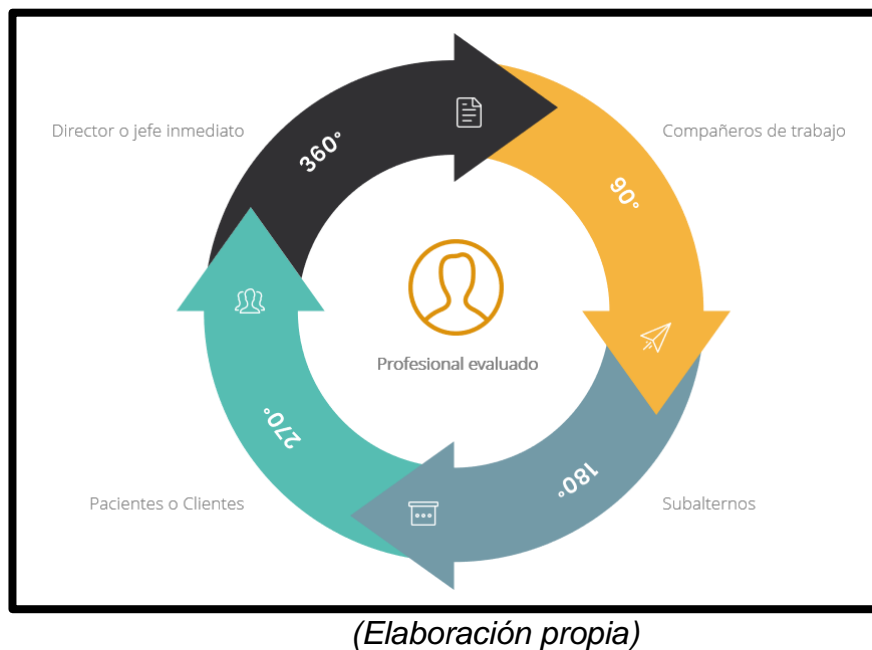 Director o jefe inmediato
360°
Compañeros de trabajo
90°
Profesional evaluado
270°
180°
Pacientes o Clientes
Subalternos
(Elaboración propia)